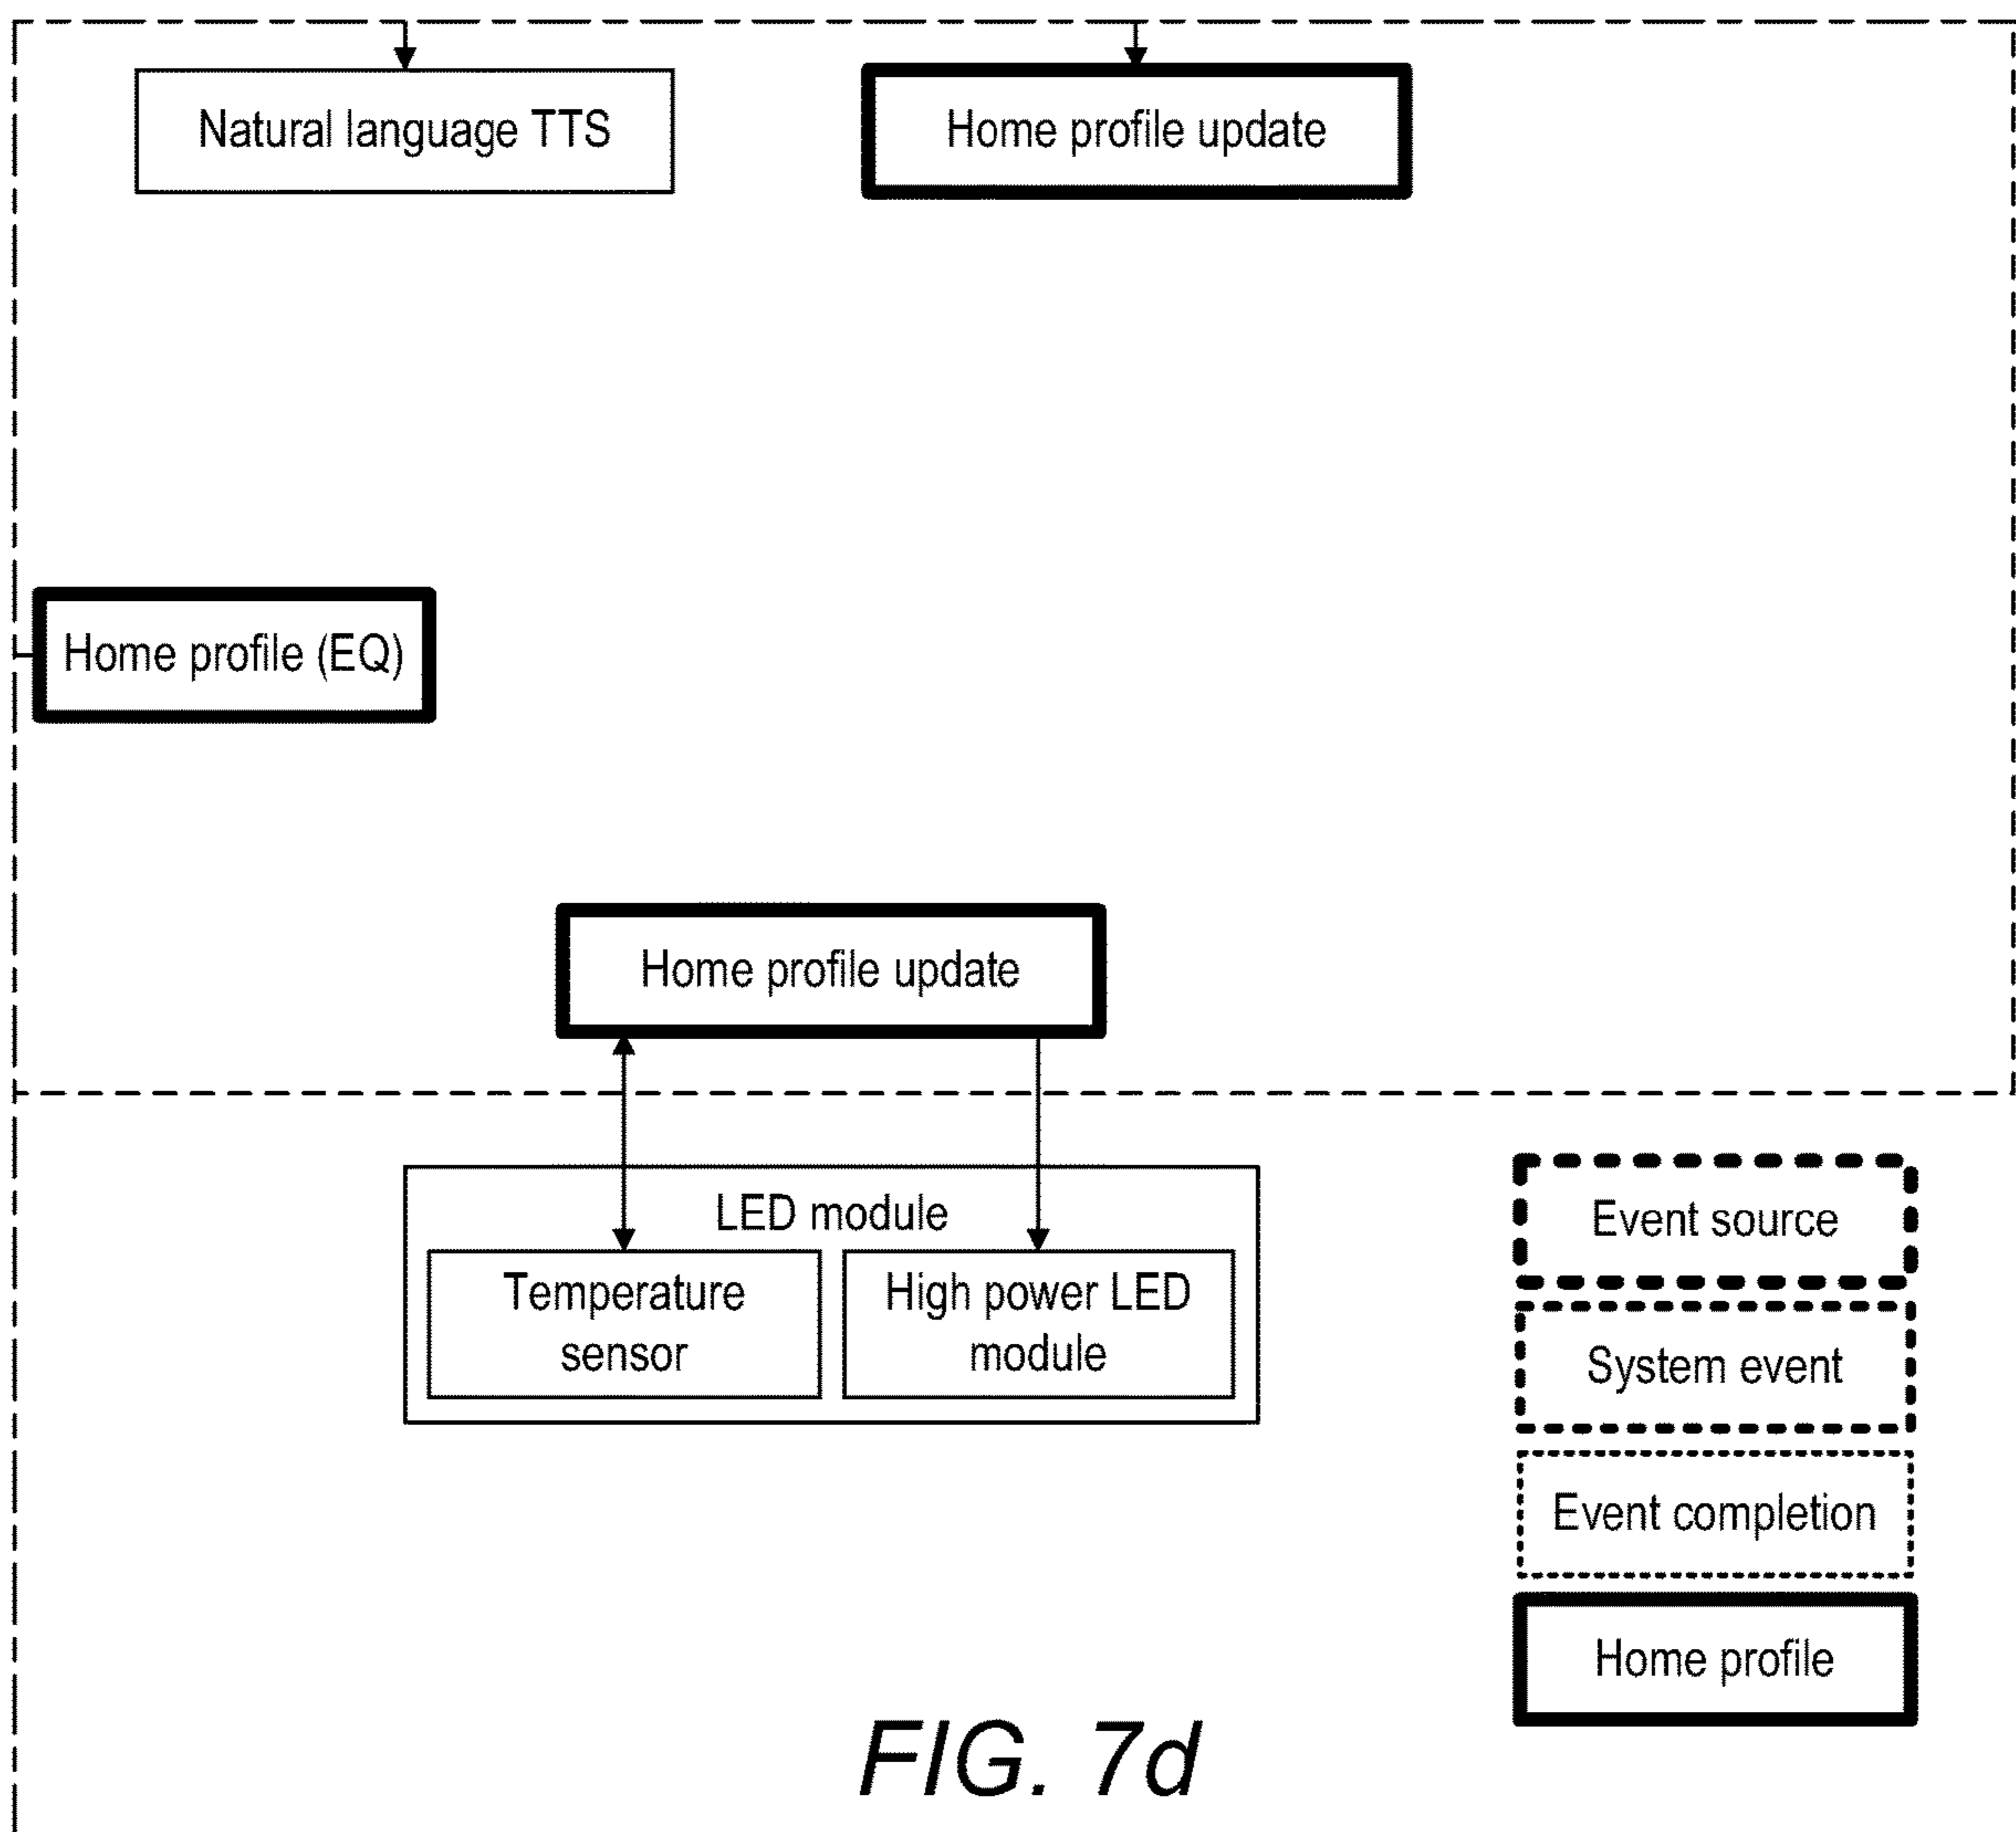 Natural language TTS
Home profile update
Home profile (EQ)
Home profile update
LED module
Temperature
sensor
High power LED
module
Event source
System event
Event completion
Home profile
FIG. 7d